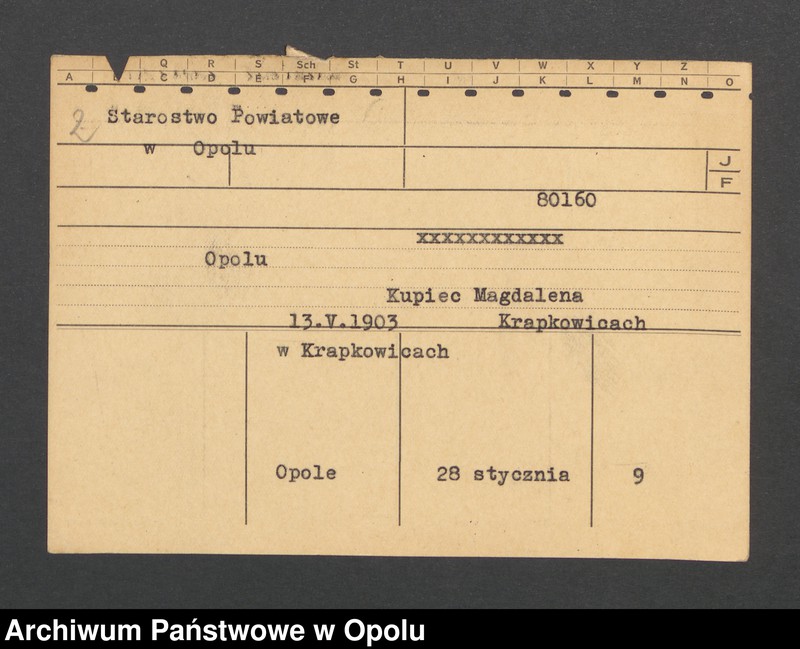 Q R S Sch St T U V W X Y Z
A C D E F G H I J K L M N O
2 Starostwo Powiatowe
w Opolu
J
F
80160
xxxxxxxxxxxx
Opolu
Kupiec Magdalena
13.V.1903 Krapkowicach
w Krapkowicach
Opole 28 stycznia 9
Archiwum Państwowe w Opolu